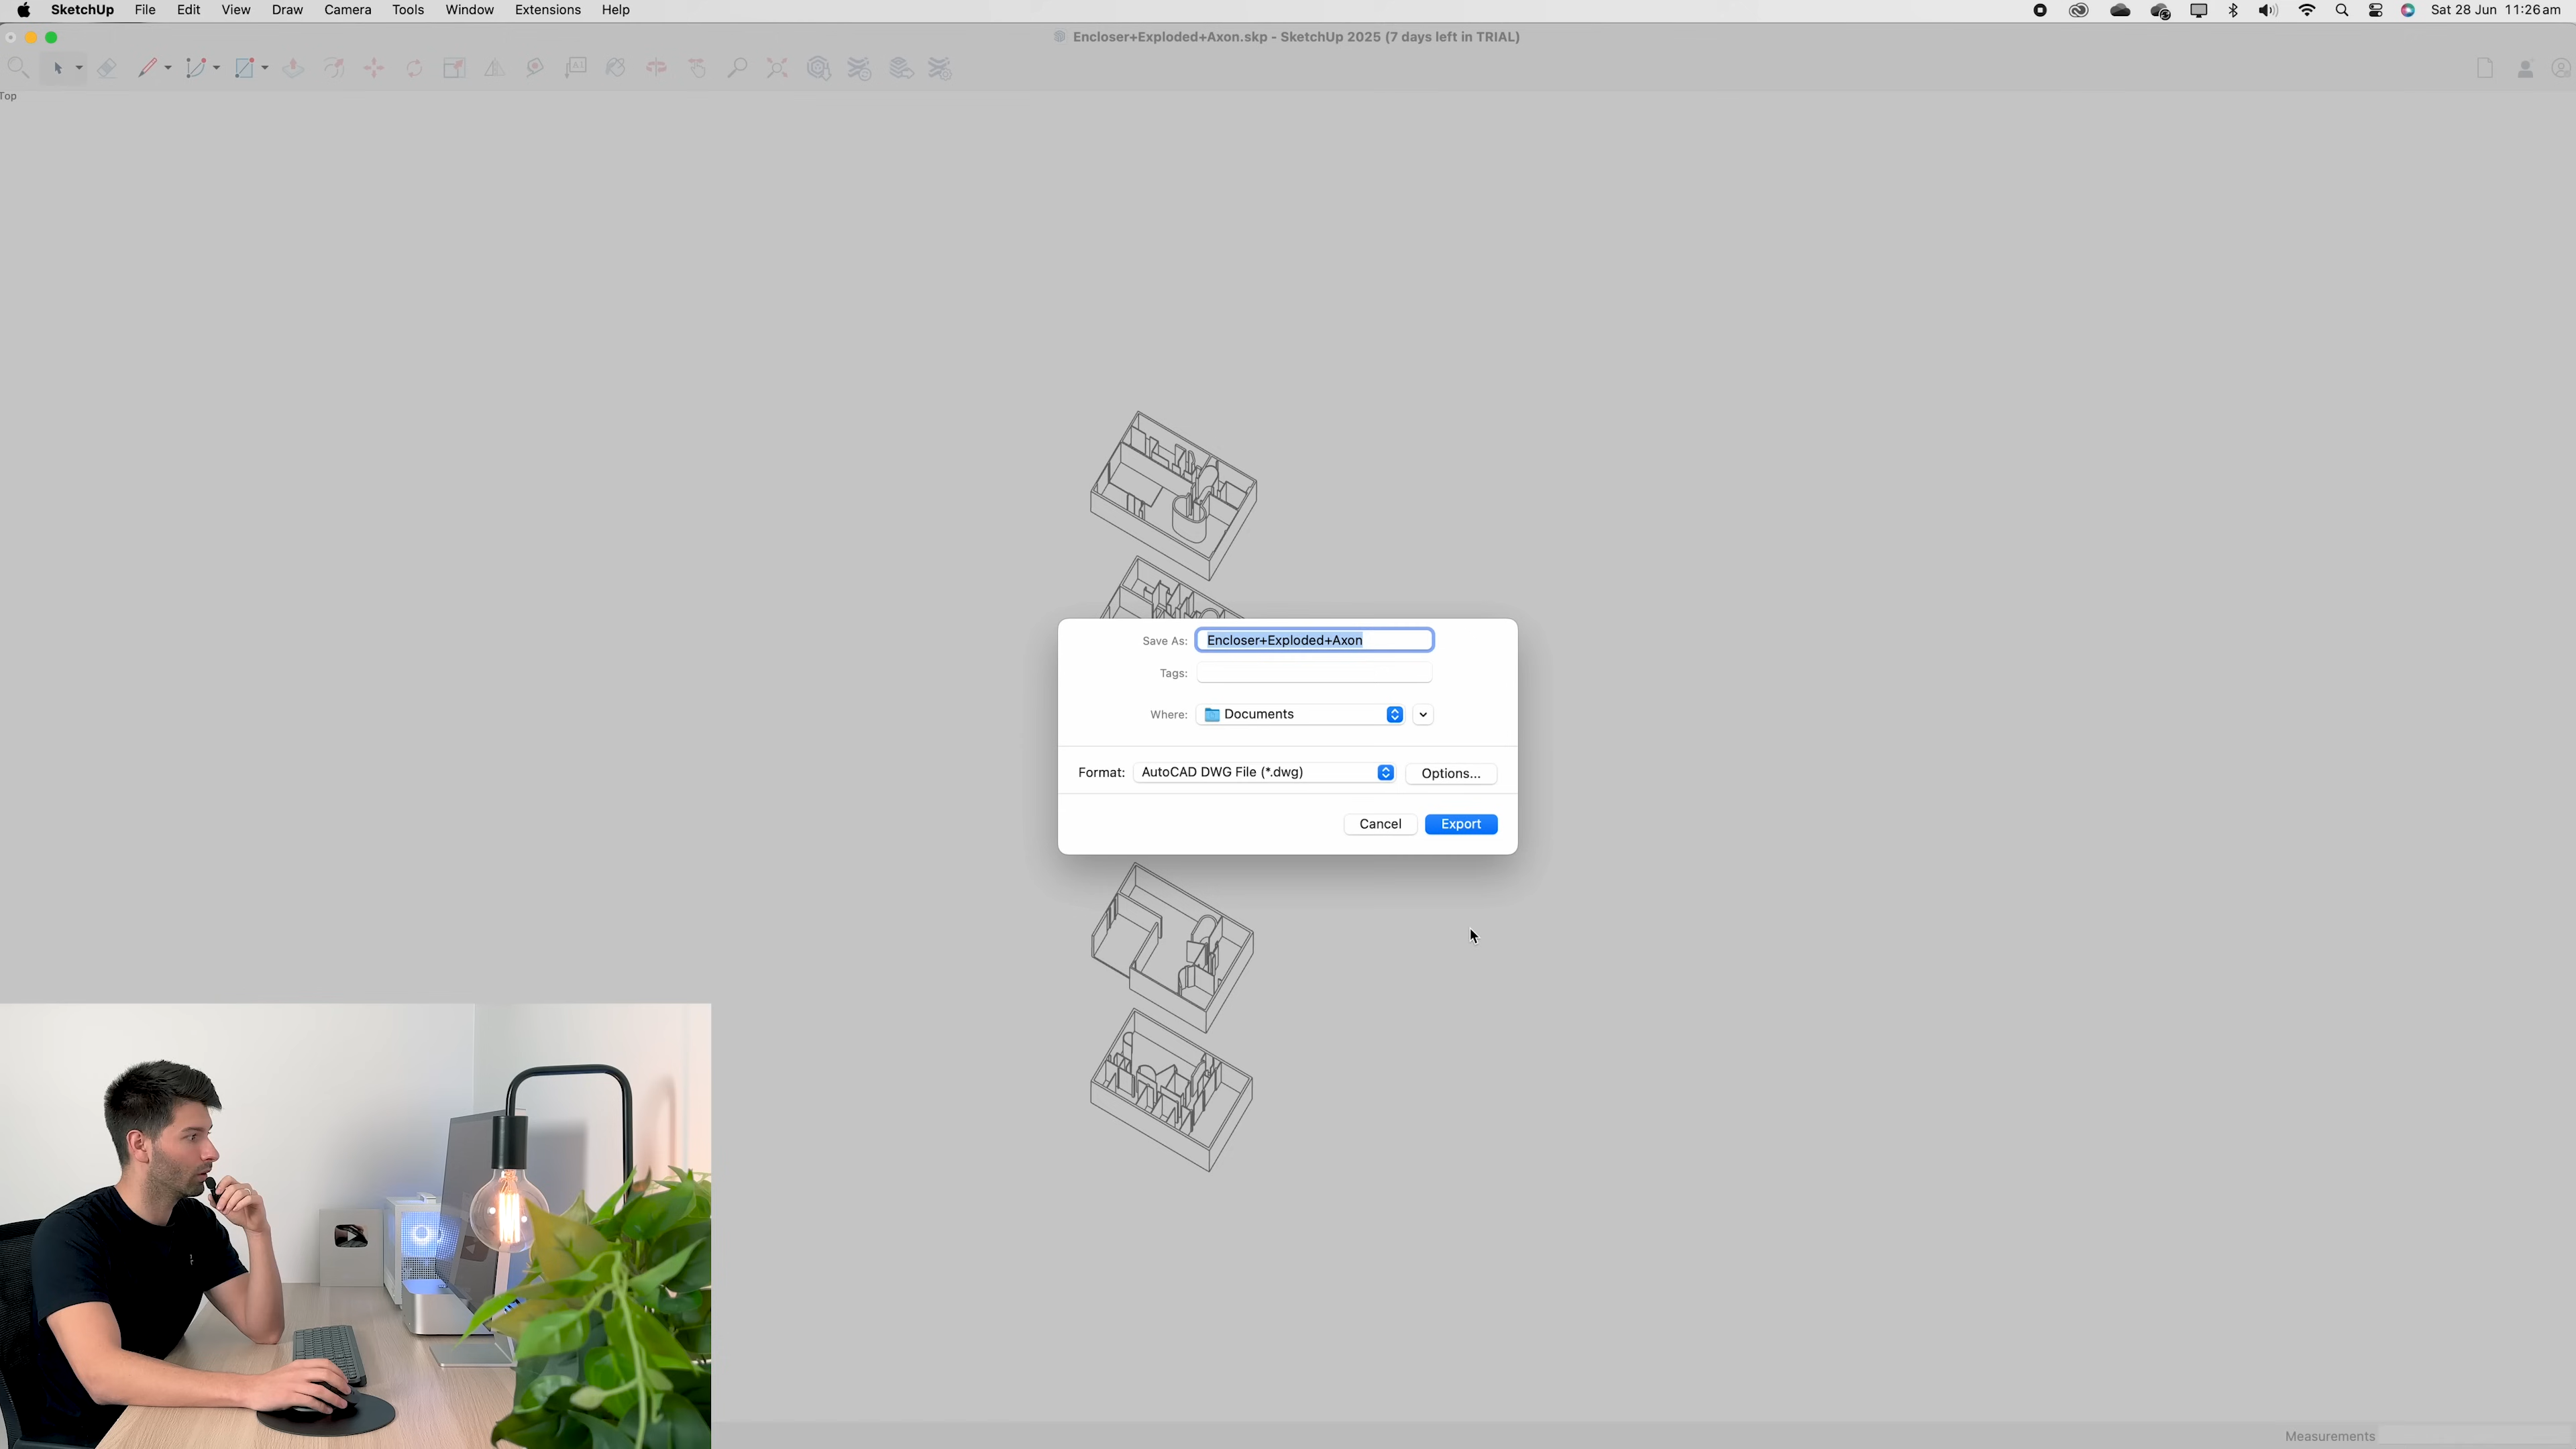 SketchUp File Edit View Draw Camera Tools Window Extensions Help Sat 28 Jun 11:26 am
Encloser+Exploded+Axon.skp - SketchUp 2025 (7 days left in TRIAL)
Top
Save As: Encloser+Exploded+Axon
Tags:
Where: Documents
Format: AutoCAD DWG File (*.dwg) Options...
Cancel Export
Measurements